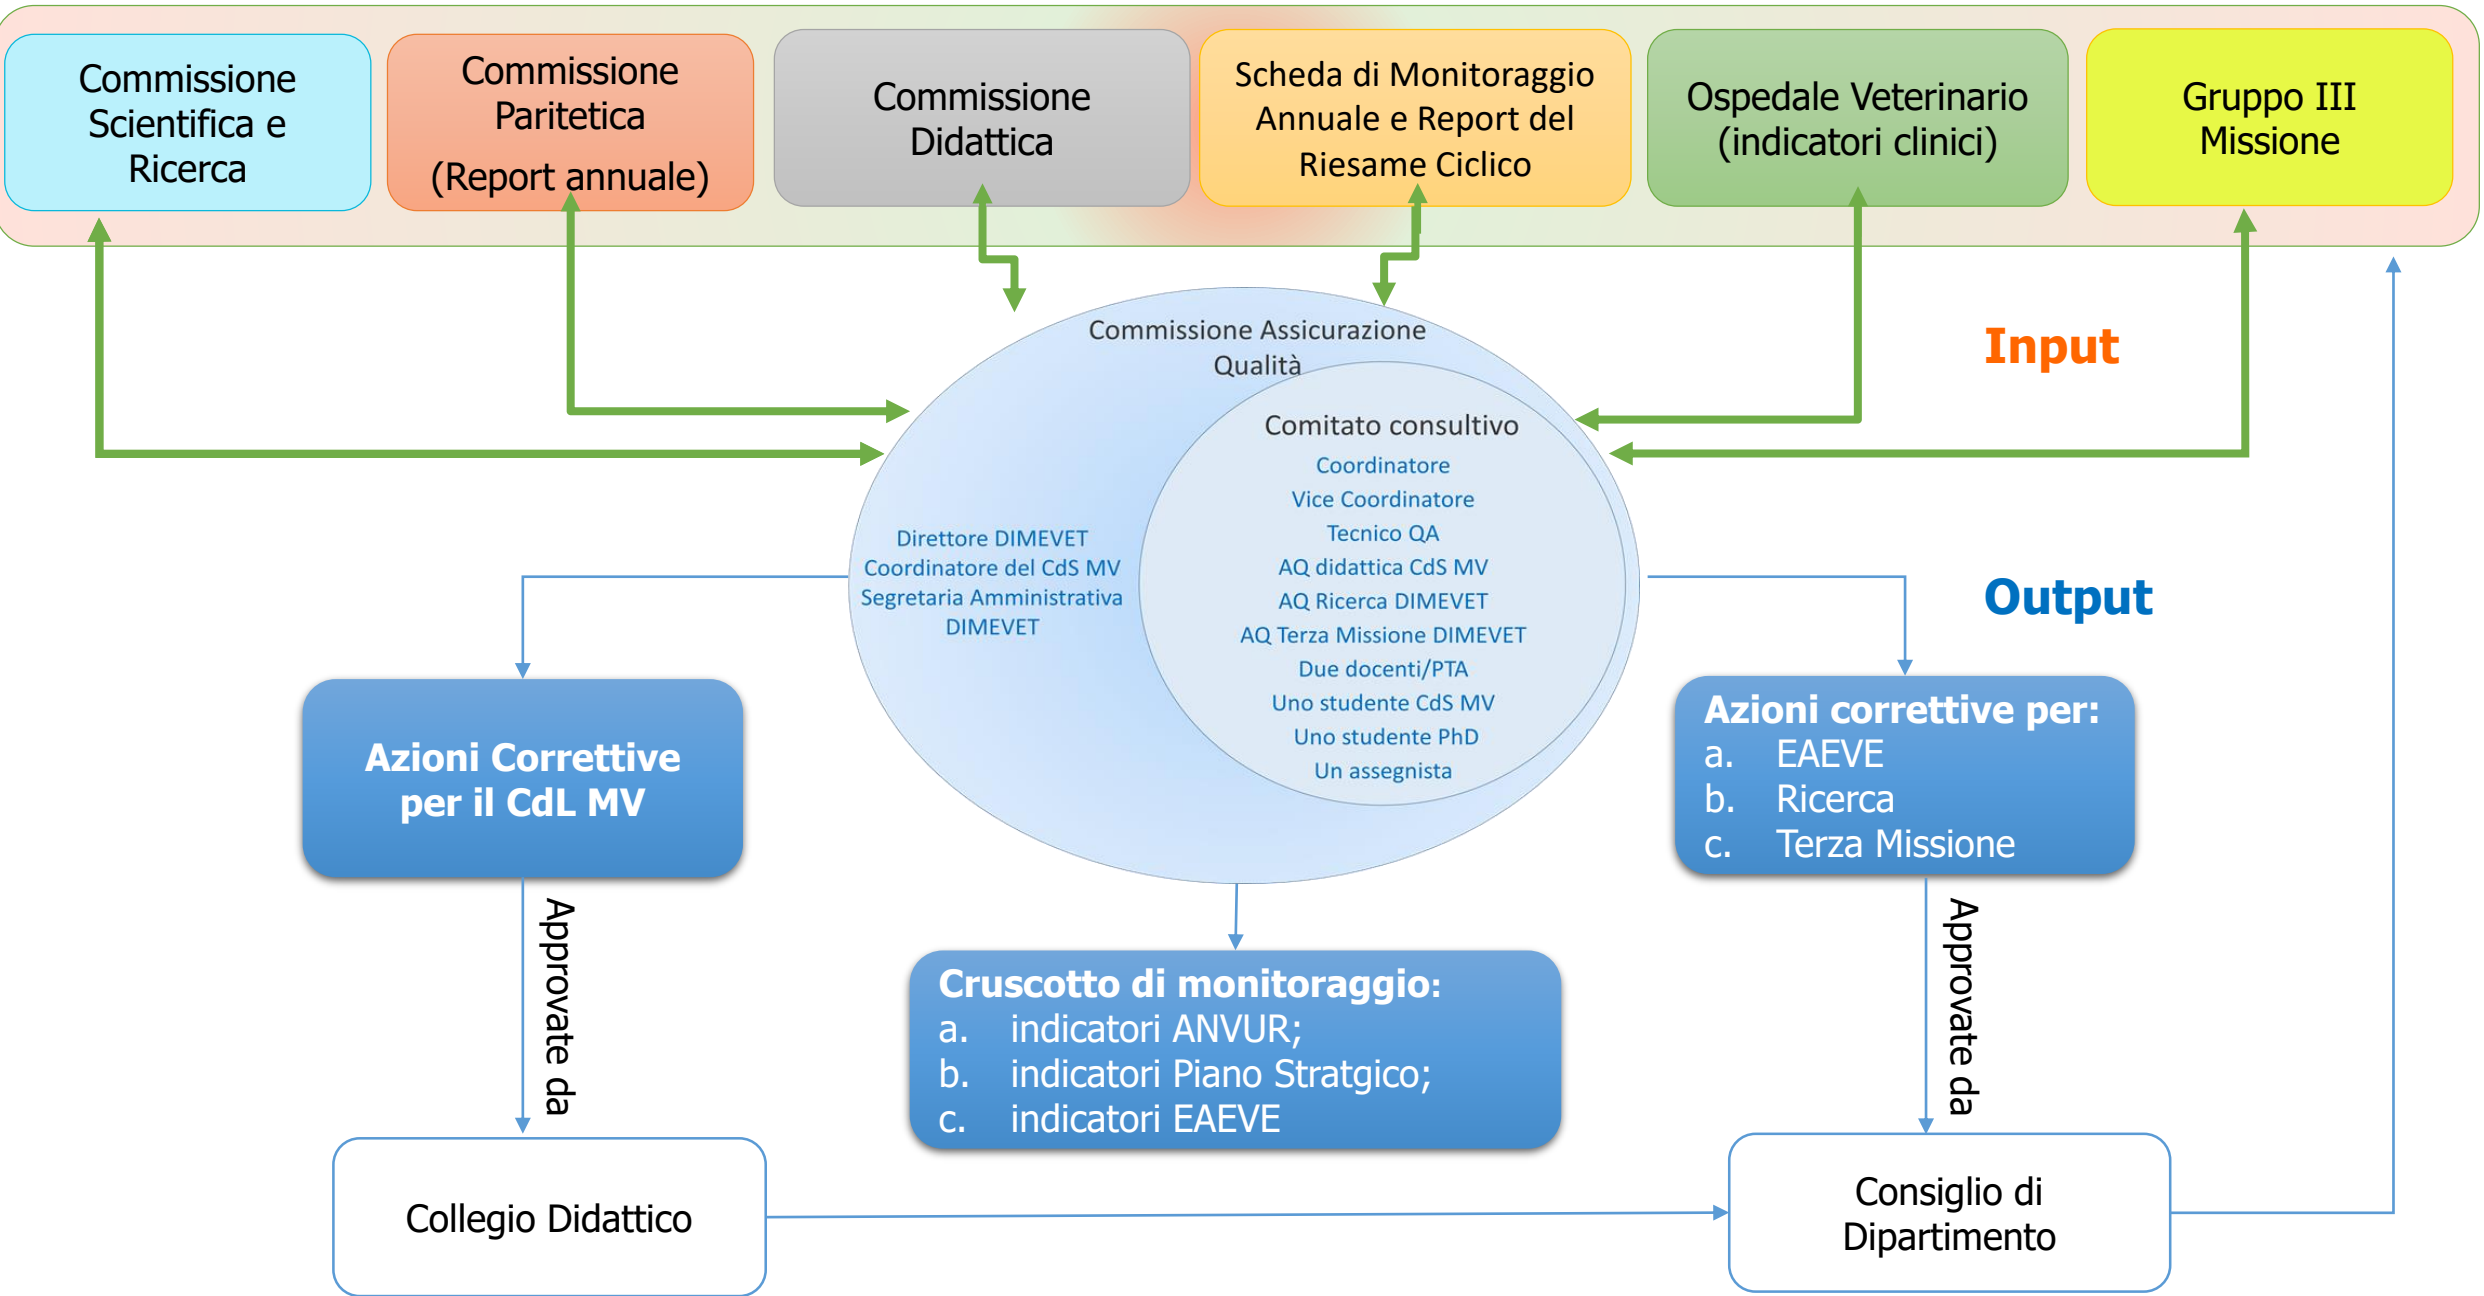 Commissione
Scientifica e
Ricerca
Commissione
Paritetica
(Report annuale)
Commissione
Didattica
Scheda di Monitoraggio
Annuale e Report del
Riesame Ciclico
Ospedale Veterinario
(indicatori clinici)
Gruppo III
Missione
Input
Commissione Assicurazione
Qualità
Comitato consultivo
Coordinatore
Vice Coordinatore
Tecnico QA
AQ didattica CdS MV
AQ Ricerca DIMEVET
AQ Terza Missione DIMEVET
Due docenti/PTA
Uno studente CdS MV
Uno studente PhD
Un assegnista
Direttore DIMEVET
Coordinatore del CdS MV
Segretaria Amministrativa
DIMEVET
Output
Azioni Correttive
per il CdL MV
Azioni correttive per:
a. EAEVE
b. Ricerca
c. Terza Missione
Approvate da
Cruscotto di monitoraggio:
a. indicatori ANVUR;
b. indicatori Piano Stratgico;
c. indicatori EAEVE
Approvate da
Collegio Didattico
Consiglio di
Dipartimento